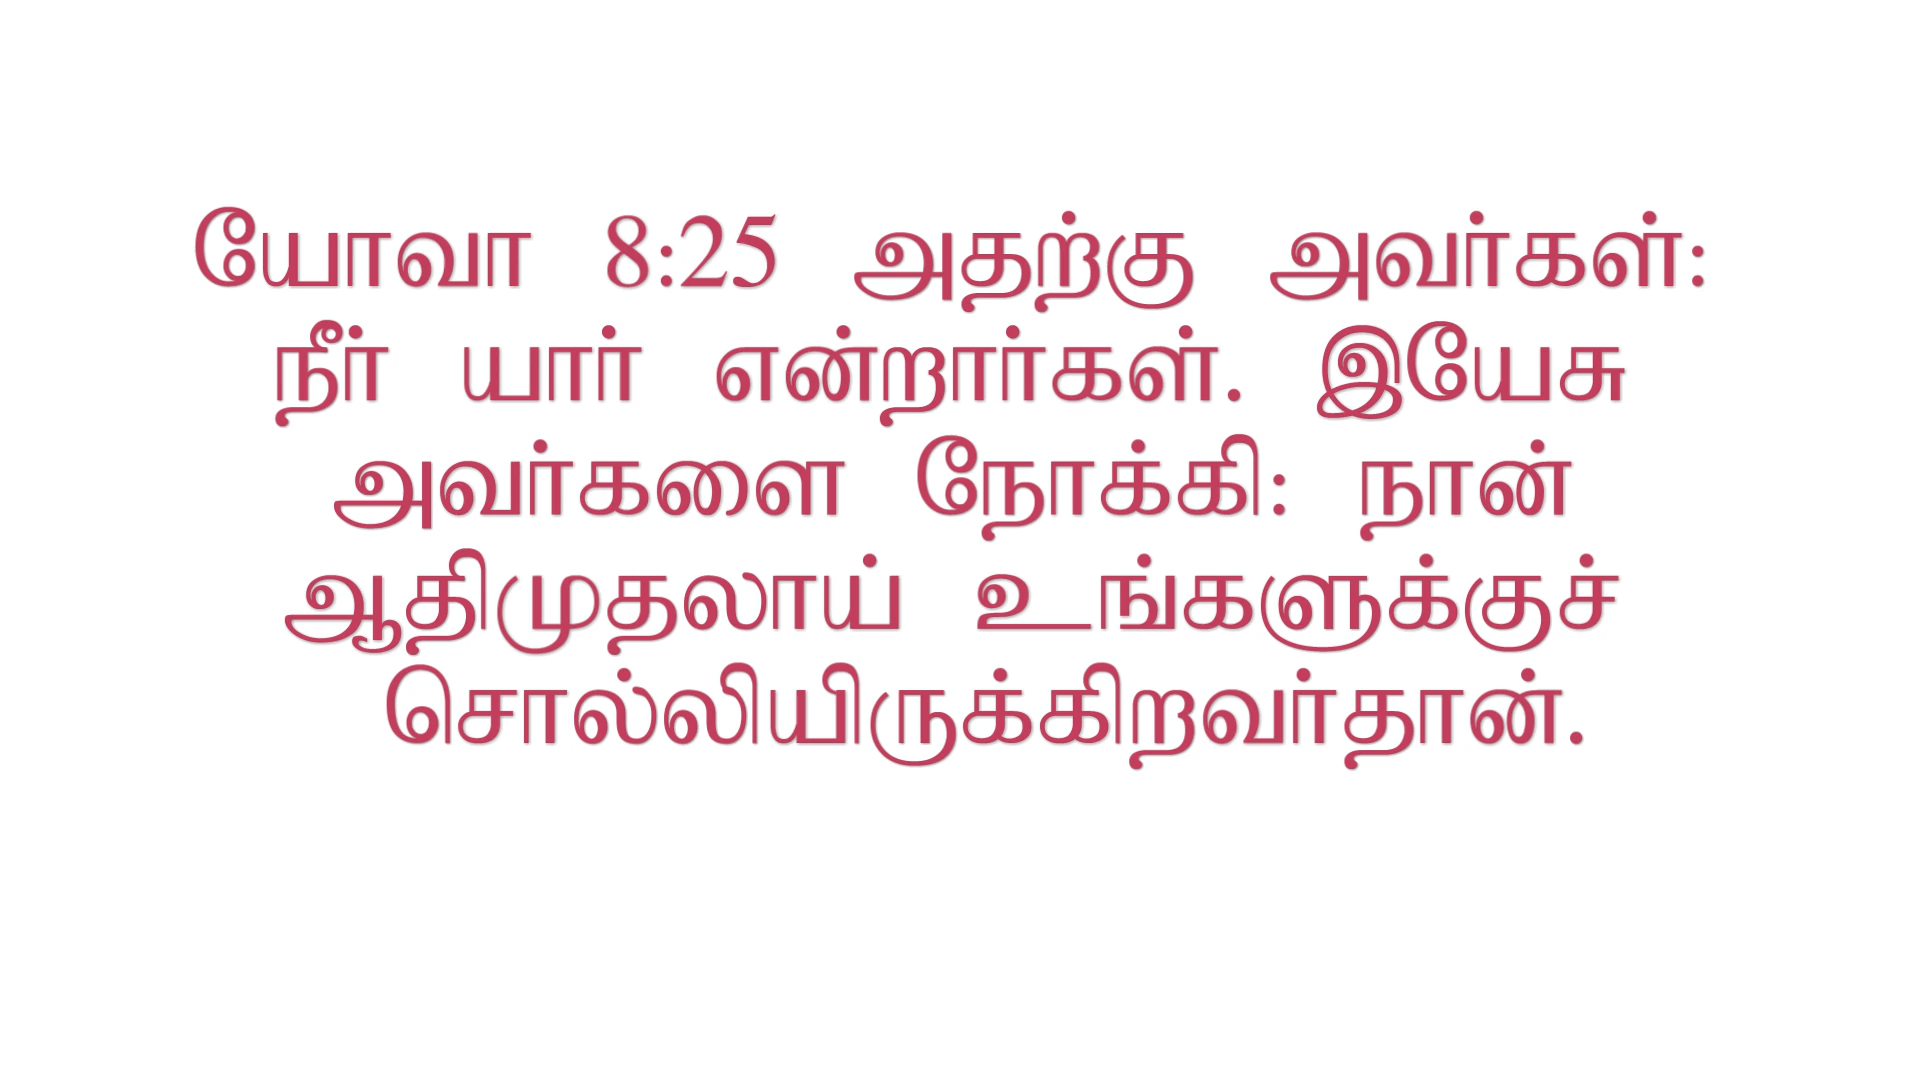 யோவா 8:25 அதற்கு அவர்கள்:
நீர் யார் என்றார்கள். இயேசு
அவர்களை நோக்கி: நான்
ஆதிமுதலாய் உங்களுக்குச்
சொல்லியிருக்கிறவர்தான்.